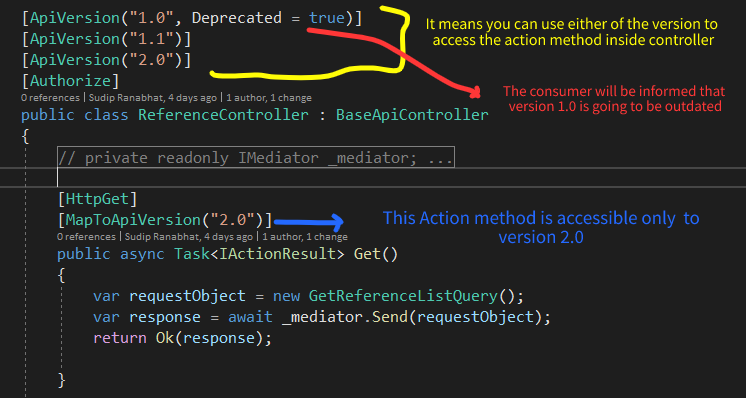 [ApiVersion("1.0", Deprecated = true)]
It means you can use either of the version to
[ApiVersion("1.1")]
access the action method inside controller
[ApiVersion("2.0")]
[Authorize]
The consumer will be informed that
0 references | Sudip Ranabhat, 4 days ago | 1 author, 1 change
version 1.0 is going to be outdated
public class ReferenceController : BaseApiController
{
// private readonly IMediator _mediator; ...
[HttpGet]
[MapToApiVersion("2.0")]
This Action method is accessible only to
0 references | Sudip Ranabhat, 4 days ago | 1 author, 1 change
version 2.0
public async Task<IActionResult> Get()
{
var requestObject = new GetReferenceListQuery();
var response = await _mediator.Send(requestObject);
return Ok(response);
}